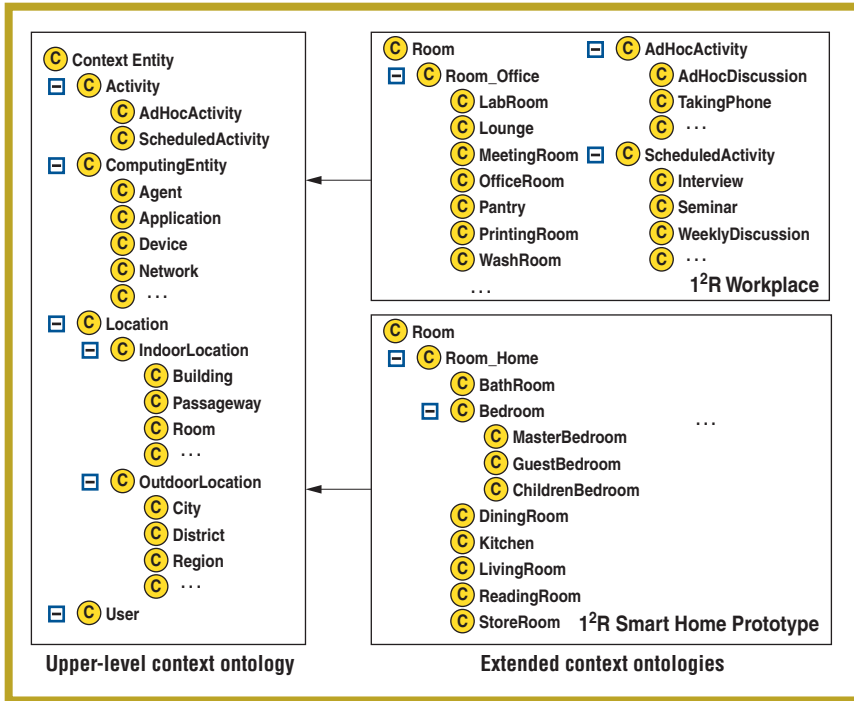 C Context Entity
C Activity
C AdHocActivity
C ScheduledActivity
C ComputingEntity
C Agent
C Application
C Device
C Network
C ...
C Location
C IndoorLocation
C Building
C Passageway
C Room
C ...
C OutdoorLocation
C City
C District
C Region
C ...
C User
Upper-level context ontology
C Room
C Room_Office
C LabRoom
C Lounge
C MeetingRoom
C OfficeRoom
C Pantry
C PrintingRoom
C WashRoom
...
C AdHocActivity
C AdHocDiscussion
C TakingPhone
C ...
C ScheduledActivity
C Interview
C Seminar
C WeeklyDiscussion
C ...
1²R Workplace
C Room
C Room_Home
C BathRoom
C Bedroom
C MasterBedroom
C GuestBedroom
C ChildrenBedroom
C DiningRoom
C Kitchen
C LivingRoom
C ReadingRoom
C StoreRoom
...
1²R Smart Home Prototype
Extended context ontologies